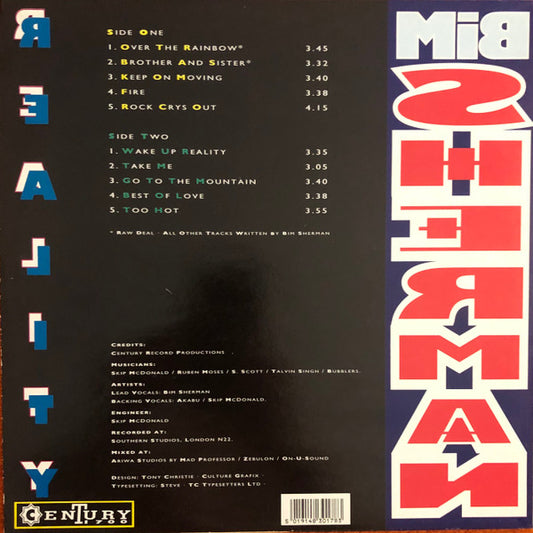 REALITY
SIDE ONE
1. OVER THE RAINBOW* 3.45
2. BROTHER AND SISTER* 3.32
3. KEEP ON MOVING 3.40
4. FIRE 3.38
5. ROCK CRYS OUT 4.15
SIDE TWO
1. WAKE UP REALITY 3.35
2. TAKE ME 3.05
3. GO TO THE MOUNTAIN 3.40
4. BEST OF LOVE 3.38
5. TOO HOT 3.55
* RAW DEAL - ALL OTHER TRACKS WRITTEN BY BIM SHERMAN
CREDITS:
CENTURY RECORD PRODUCTIONS .
MUSICIANS:
SKIP MCDONALD / RUBEN MOSES / S. SCOTT / TALVIN SINGH / BUBBLERS.
ARTISTS:
LEAD VOCALS: BIM SHERMAN
BACKING VOCALS: AKABU / SKIP MCDONALD.
ENGINEER:
SKIP MCDONALD
RECORDED AT:
SOUTHERN STUDIOS, LONDON N22.
MIXED AT:
ARIWA STUDIOS BY MAD PROFESSOR / ZEBULON / ON-U-SOUND
DESIGN: TONY CHRISTIE - CULTURE GRAFIX -
TYPESETTING: STEVE - TC TYPESETTERS LTD -
CENTURY
1700
5 019148 301783
BIM
SHERMAN